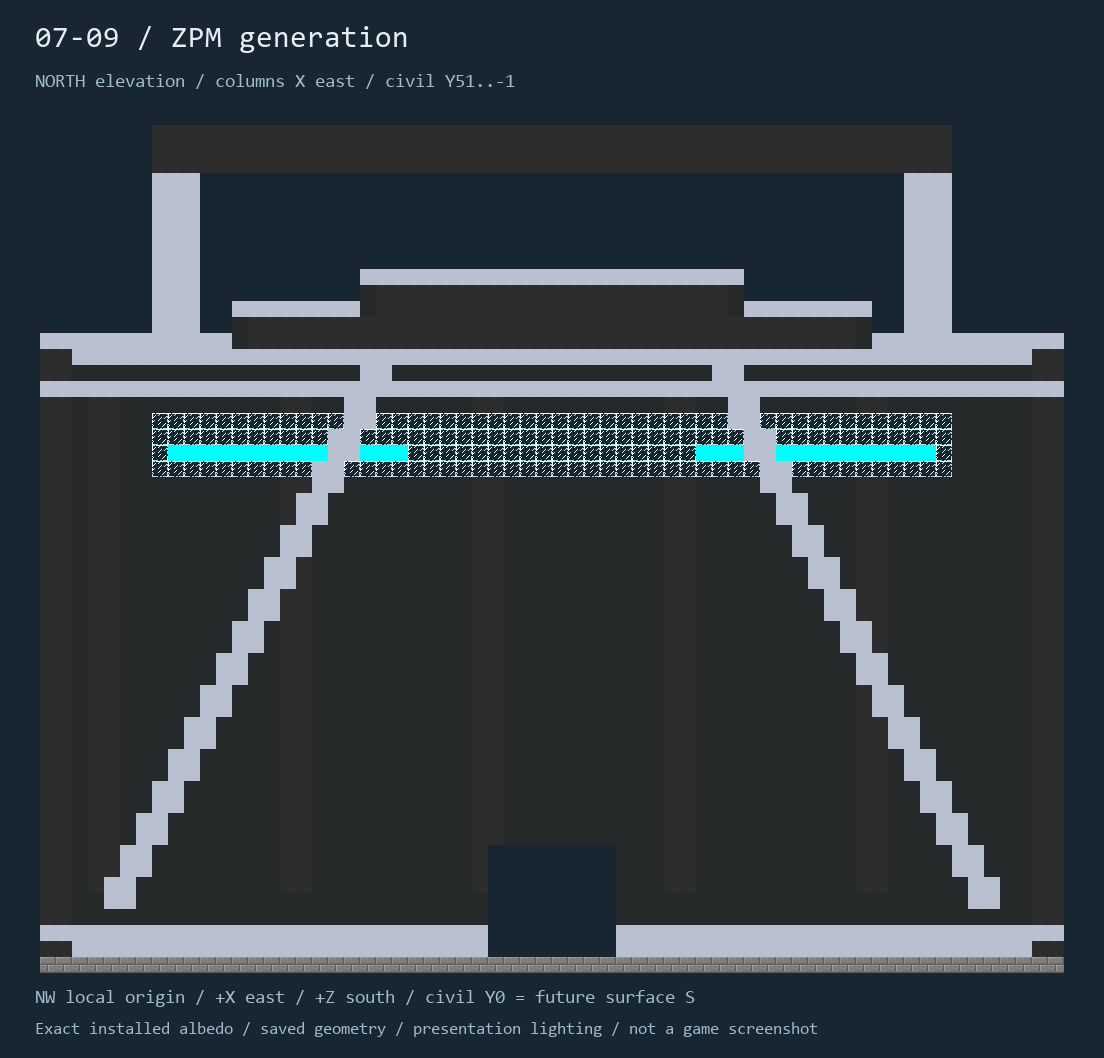 07-09 / ZPM generation
NORTH elevation / columns X east / civil Y51..-1
NW local origin / +X east / +Z south / civil Y0 = future surface S
Exact installed albedo / saved geometry / presentation lighting / not a game screenshot